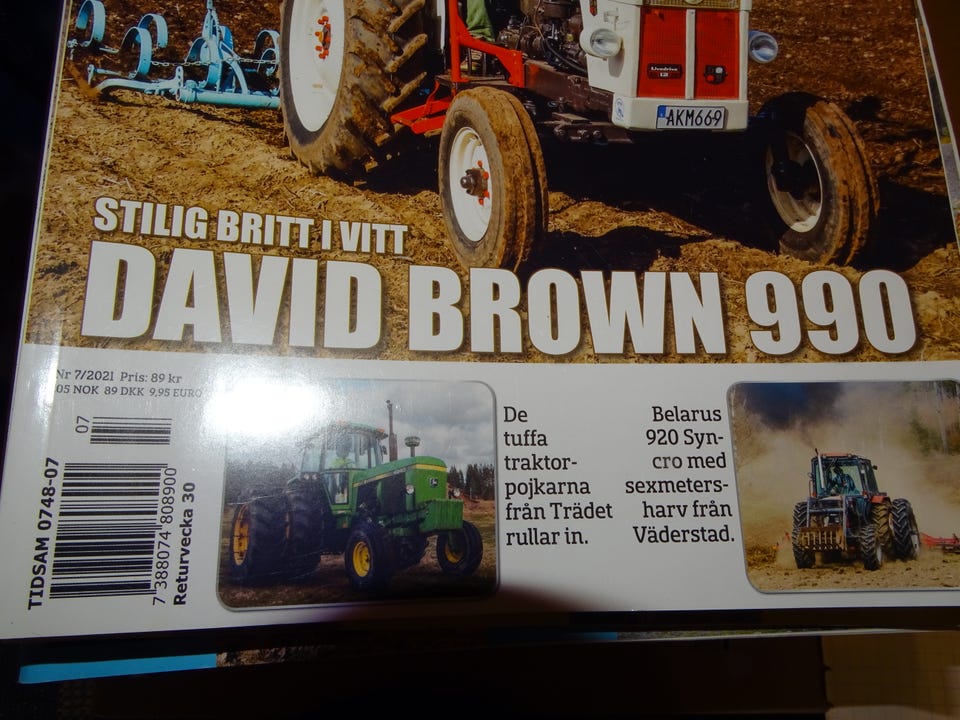 Livedrive
12
AKM669
STILIG BRITT I VITT
DAVID BROWN 990
Nr 7/2021 Pris: 89 kr
05 NOK 89 DKK 9,95 EURO
07
TIDSAM 0748-07
7 388074 808900
Returvecka 30
De
tuffa
traktor-
pojkarna
från Trädet
rullar in.
Belarus
920 Syn-
cro med
sexmeters-
harv från
Väderstad.